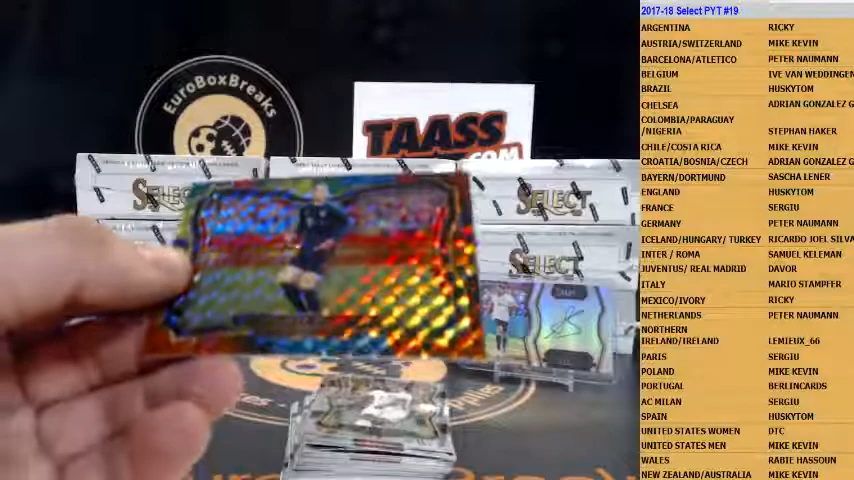 2017-18 Select PYT #19
ARGENTINA RICKY
AUSTRIA/SWITZERLAND MIKE KEVIN
BARCELONA/ATLETICO PETER NAUMANN
BELGIUM IVE VAN WEDDINGEN
BRAZIL HUSKYTOM
CHELSEA ADRIAN GONZALEZ G
COLOMBIA/PARAGUAY
/NIGERIA STEPHAN HAKER
CHILE/COSTA RICA MIKE KEVIN
CROATIA/BOSNIA/CZECH ADRIAN GONZALEZ G
BAYERN/DORTMUND SASCHA LENER
ENGLAND HUSKYTOM
FRANCE SERGIU
GERMANY PETER NAUMANN
ICELAND/HUNGARY/ TURKEY RICARDO JOEL SILVA
INTER / ROMA SAMUEL KELEMAN
JUVENTUS/ REAL MADRID DAVOR
ITALY MARIO STAMPFER
MEXICO/IVORY RICKY
NETHERLANDS PETER NAUMANN
NORTHERN
IRELAND/IRELAND LEMIEUX_66
PARIS SERGIU
POLAND MIKE KEVIN
PORTUGAL BERLINCARDS
AC MILAN SERGIU
SPAIN HUSKYTOM
UNITED STATES WOMEN DTC
UNITED STATES MEN MIKE KEVIN
WALES RABIE HASSOUN
NEW ZEALAND/AUSTRALIA MIKE KEVIN
EuroBoxBreaks
TAASS
.COM
SELECT
SELECT
SELECT